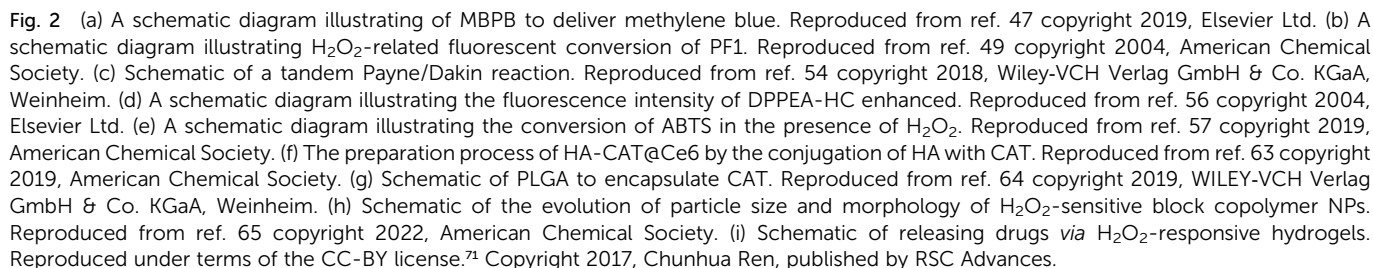 Fig. 2 (a) A schematic diagram illustrating of MBPB to deliver methylene blue. Reproduced from ref. 47 copyright 2019, Elsevier Ltd. (b) A
schematic diagram illustrating H₂O₂-related fluorescent conversion of PF1. Reproduced from ref. 49 copyright 2004, American Chemical
Society. (c) Schematic of a tandem Payne/Dakin reaction. Reproduced from ref. 54 copyright 2018, Wiley-VCH Verlag GmbH & Co. KGaA,
Weinheim. (d) A schematic diagram illustrating the fluorescence intensity of DPPEA-HC enhanced. Reproduced from ref. 56 copyright 2004,
Elsevier Ltd. (e) A schematic diagram illustrating the conversion of ABTS in the presence of H₂O₂. Reproduced from ref. 57 copyright 2019,
American Chemical Society. (f) The preparation process of HA-CAT@Ce6 by the conjugation of HA with CAT. Reproduced from ref. 63 copyright
2019, American Chemical Society. (g) Schematic of PLGA to encapsulate CAT. Reproduced from ref. 64 copyright 2019, WILEY-VCH Verlag
GmbH & Co. KGaA, Weinheim. (h) Schematic of the evolution of particle size and morphology of H₂O₂-sensitive block copolymer NPs.
Reproduced from ref. 65 copyright 2022, American Chemical Society. (i) Schematic of releasing drugs via H₂O₂-responsive hydrogels.
Reproduced under terms of the CC-BY license.⁷¹ Copyright 2017, Chunhua Ren, published by RSC Advances.